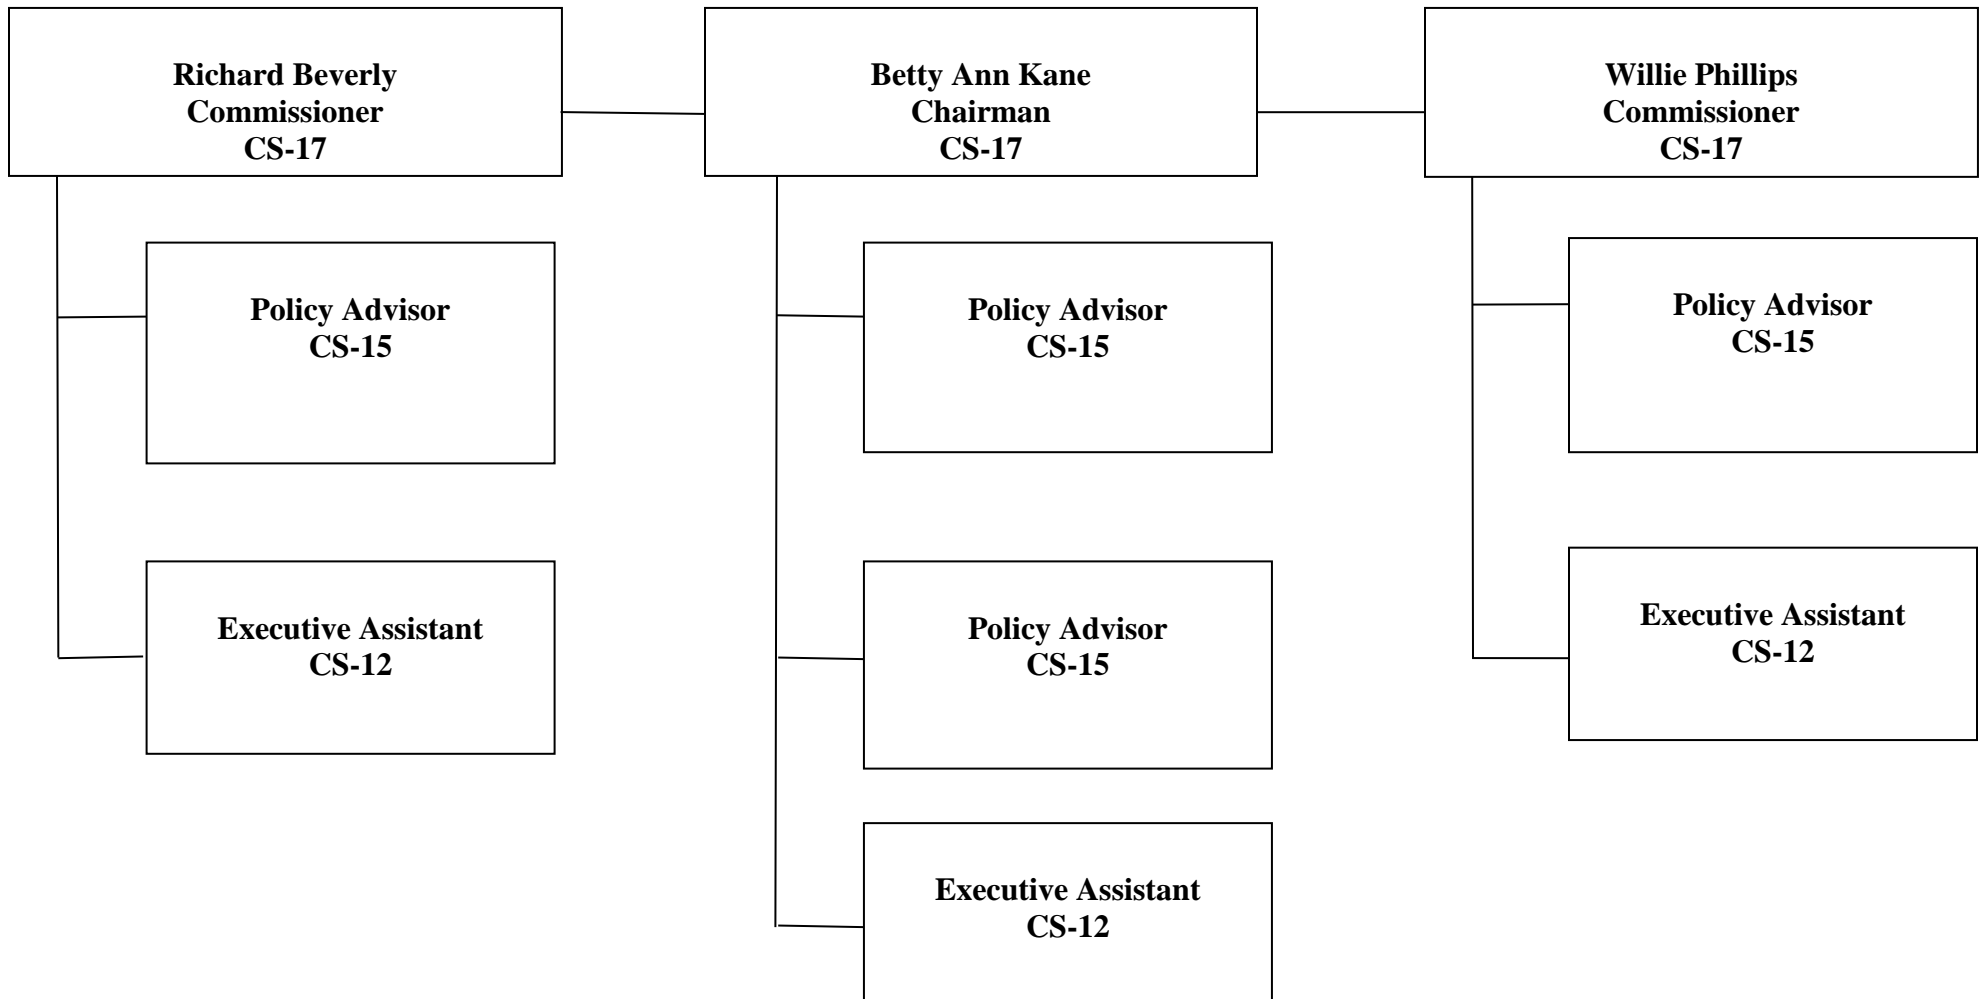 Richard Beverly
Commissioner
CS-17
Policy Advisor
CS-15
Executive Assistant
CS-12
Betty Ann Kane
Chairman
CS-17
Policy Advisor
CS-15
Policy Advisor
CS-15
Executive Assistant
CS-12
Willie Phillips
Commissioner
CS-17
Policy Advisor
CS-15
Executive Assistant
CS-12